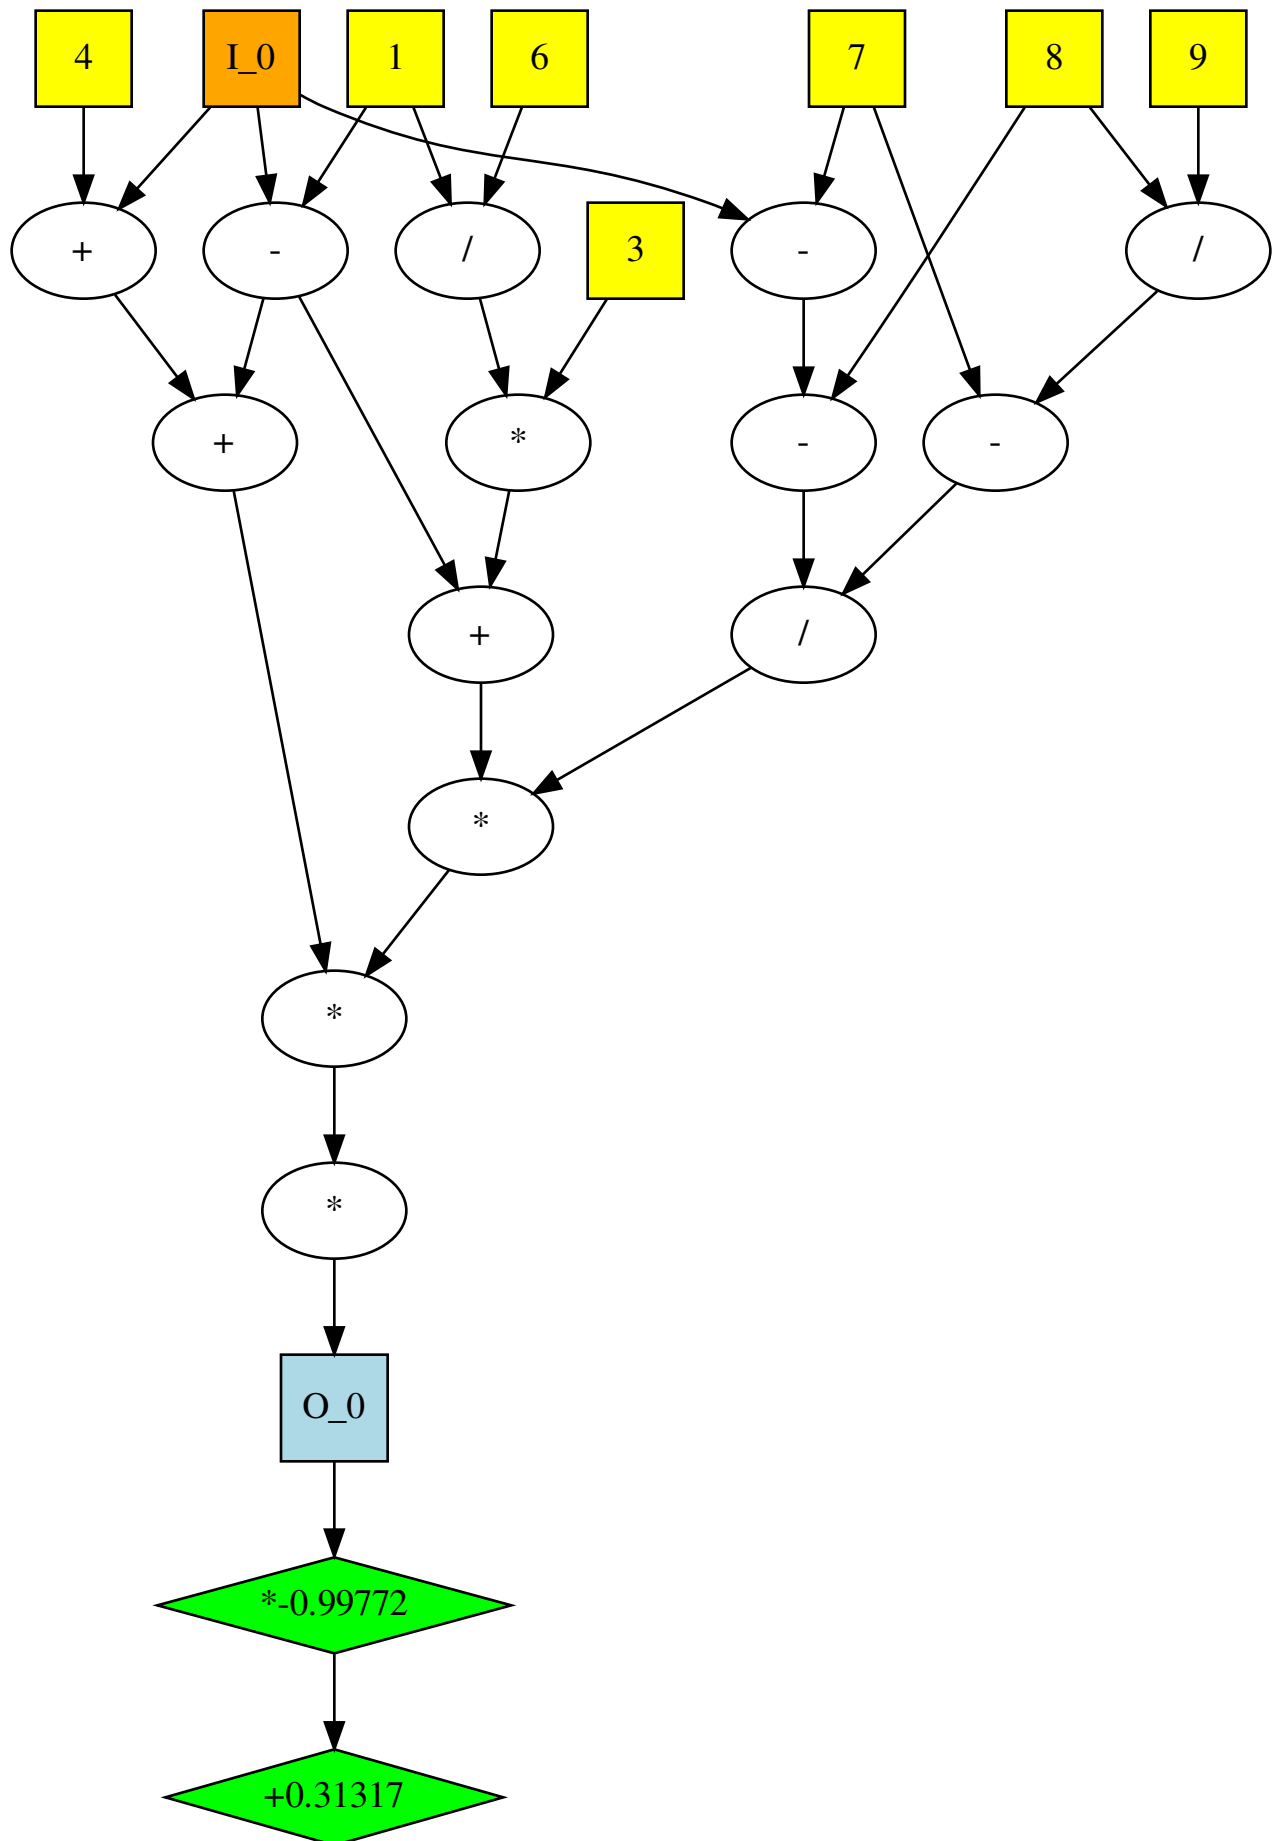 4 I_0 1 6 7 8 9
+ - / 3 - /
+ * - -
+ /
*
*
*
O_0
*-0.99772
+0.31317